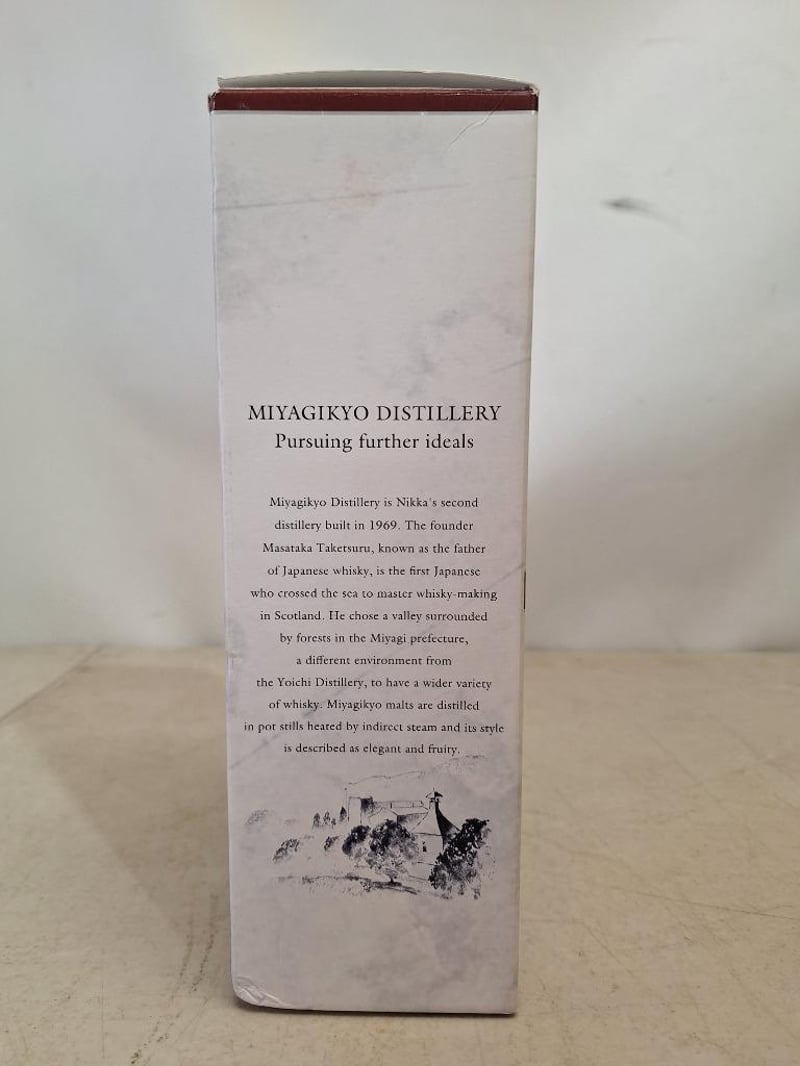 MIYAGIKYO DISTILLERY
Pursuing further ideals
Miyagikyo Distillery is Nikka's second
distillery built in 1969. The founder
Masataka Taketsuru, known as the father
of Japanese whisky, is the first Japanese
who crossed the sea to master whisky-making
in Scotland. He chose a valley surrounded
by forests in the Miyagi prefecture,
a different environment from
the Yoichi Distillery, to have a wider variety
of whisky. Miyagikyo malts are distilled
in pot stills heated by indirect steam and its style
is described as elegant and fruity.